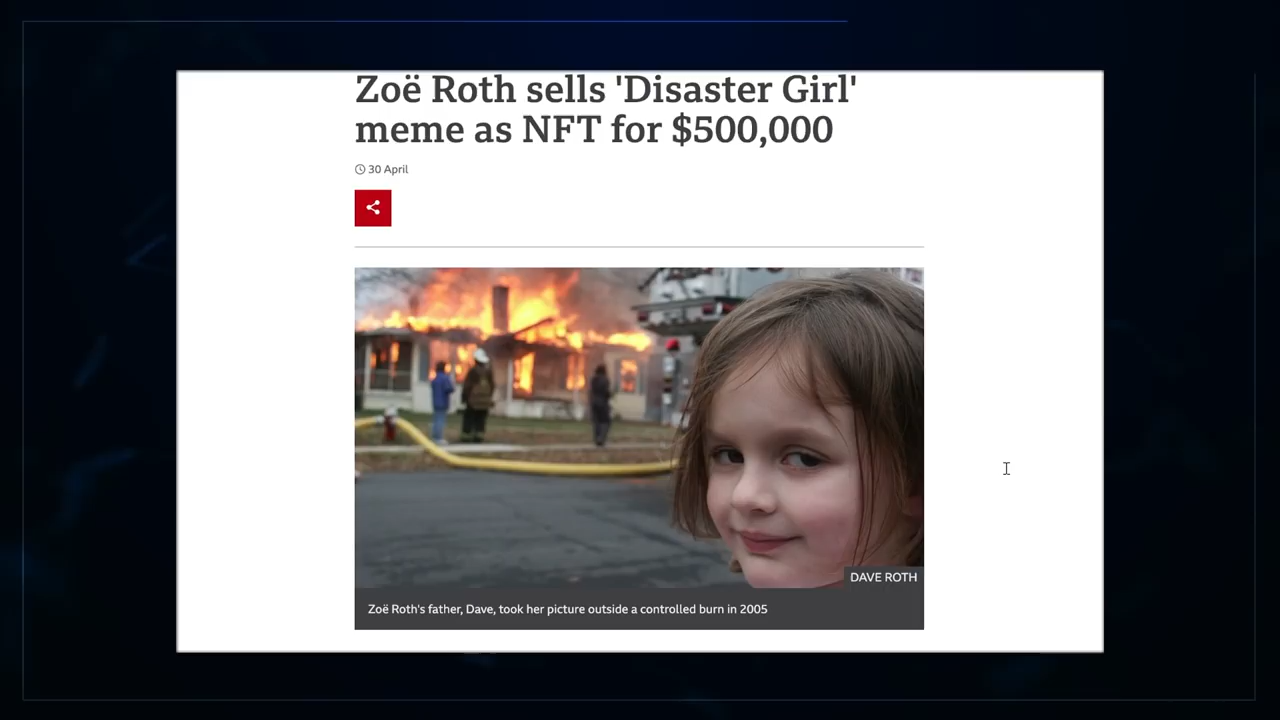 Zoë Roth sells 'Disaster Girl'
meme as NFT for $500,000
30 April
DAVE ROTH
Zoë Roth's father, Dave, took her picture outside a controlled burn in 2005